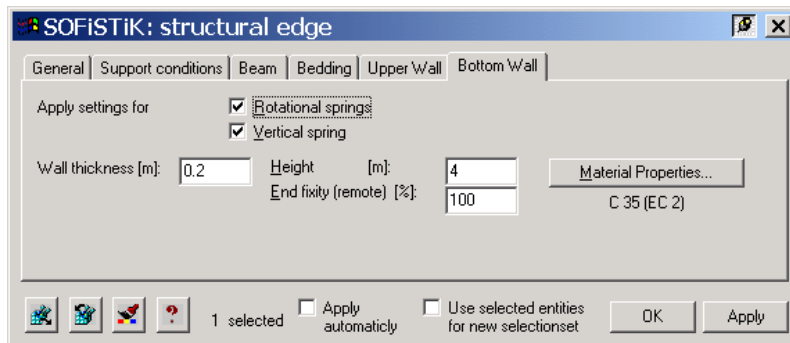 SOFiSTiK: structural edge
General Support conditions Beam Bedding Upper Wall Bottom Wall
Apply settings for Rotational springs
Vertical spring
Wall thickness [m]: 0.2 Height [m]: 4 Material Properties...
End fixity (remote) [%]: 100 C 35 (EC 2)
? 1 selected Apply automaticly Use selected entities for new selectionset OK Apply